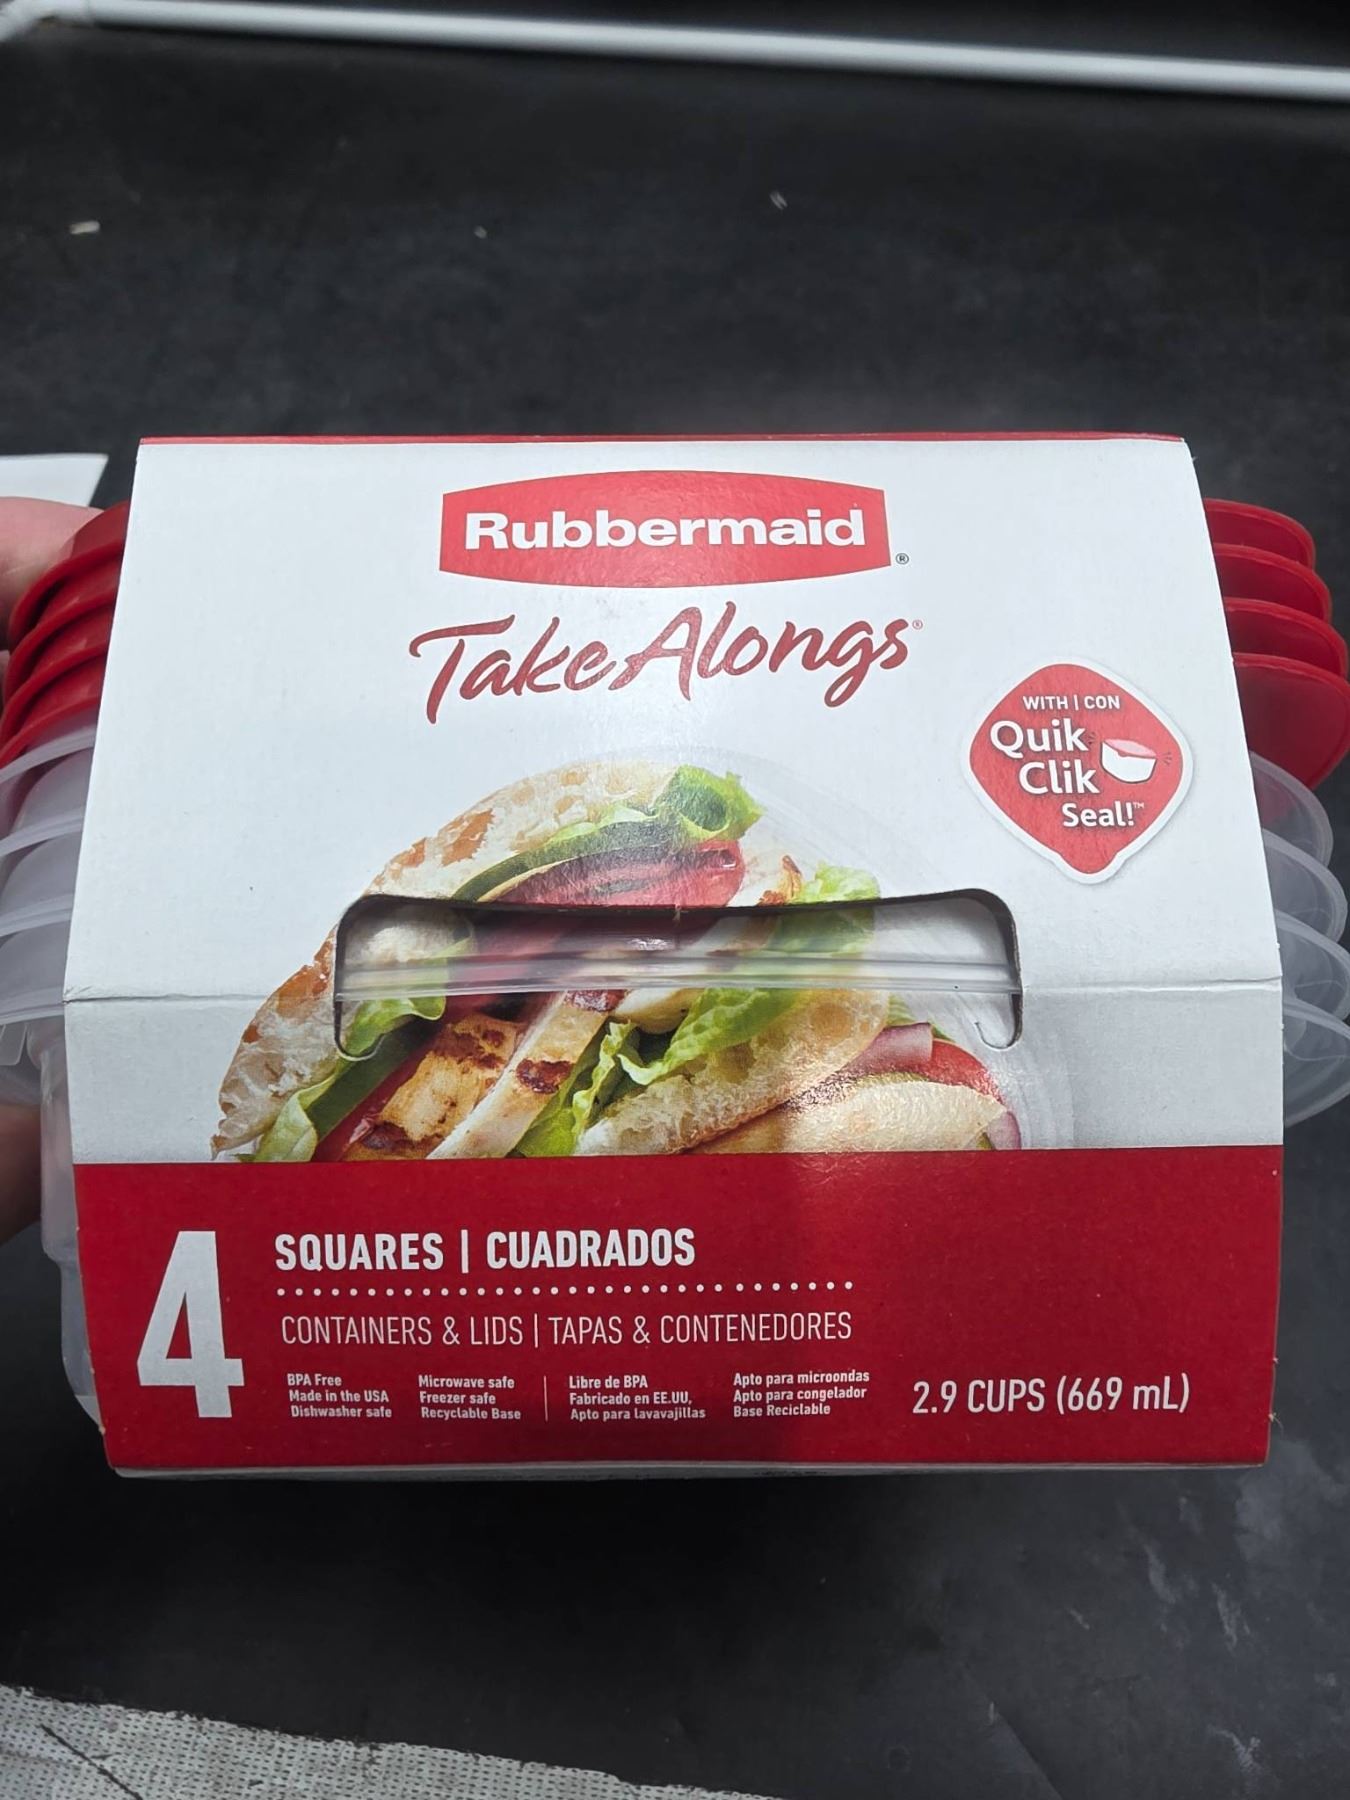 Rubbermaid®
TakeAlongs®
WITH | CON
Quik
Clik
Seal!™
4
SQUARES | CUADRADOS
CONTAINERS & LIDS | TAPAS & CONTENEDORES
BPA Free
Made in the USA
Dishwasher safe
Microwave safe
Freezer safe
Recyclable Base
Libre de BPA
Fabricado en EE.UU,
Apto para lavavajillas
Apto para microondas
Apto para congelador
Base Reciclable
2.9 CUPS (669 mL)